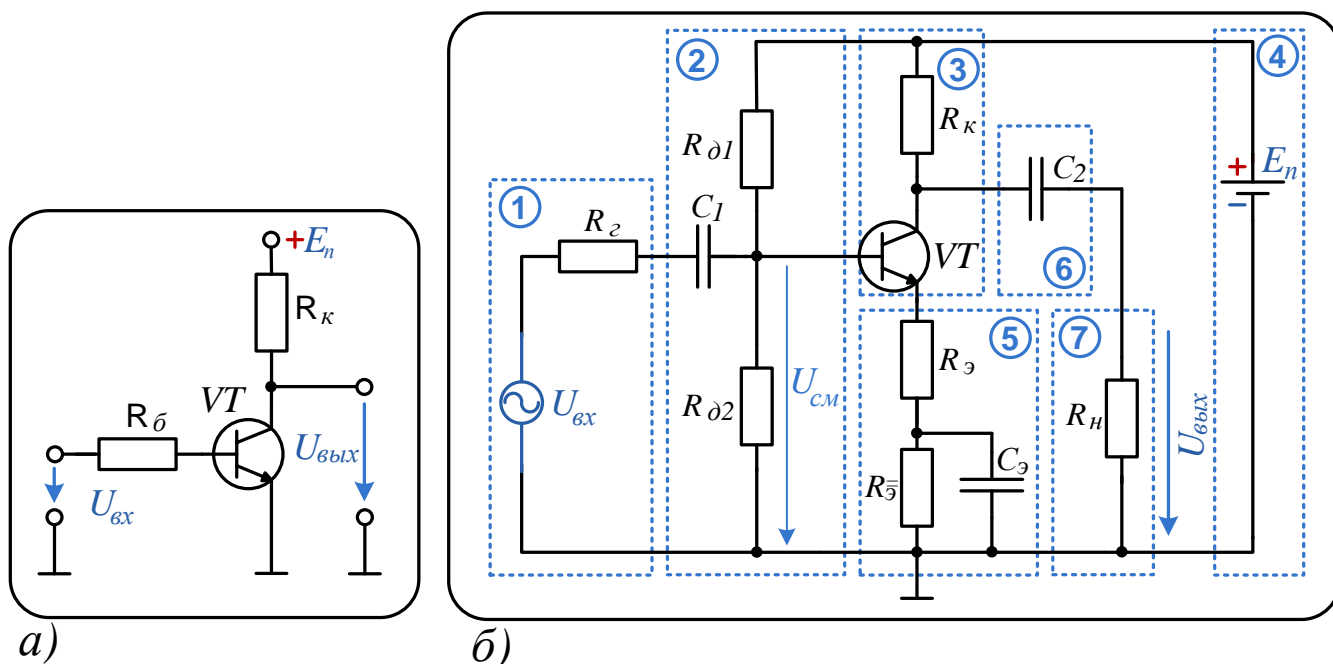 +Eп
Rк
Rб
VT
Uвх
Uвых
а)
1
2
3
4
Rд1
Rк
C2
+
Eп
−
Rг
C1
VT
6
5
7
Uвх
Rд2
Uсм
Rэ
Rн
Uвых
Rэ̿
Cэ
б)